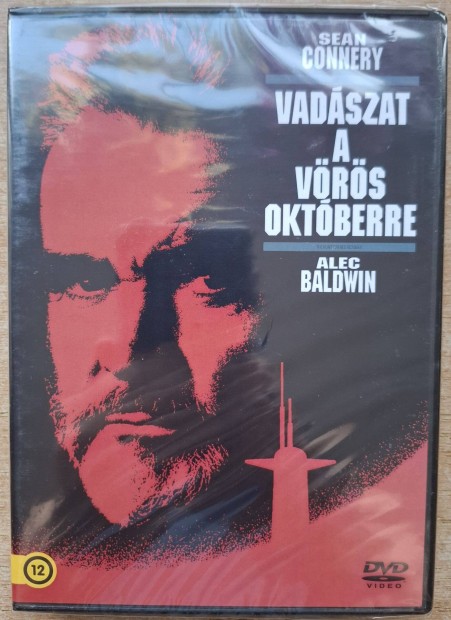 SEAN
CONNERY
VADÁSZAT
A
VÖRÖS
OKTÓBERRE
ALEC
BALDWIN
12
DVD
VIDEO